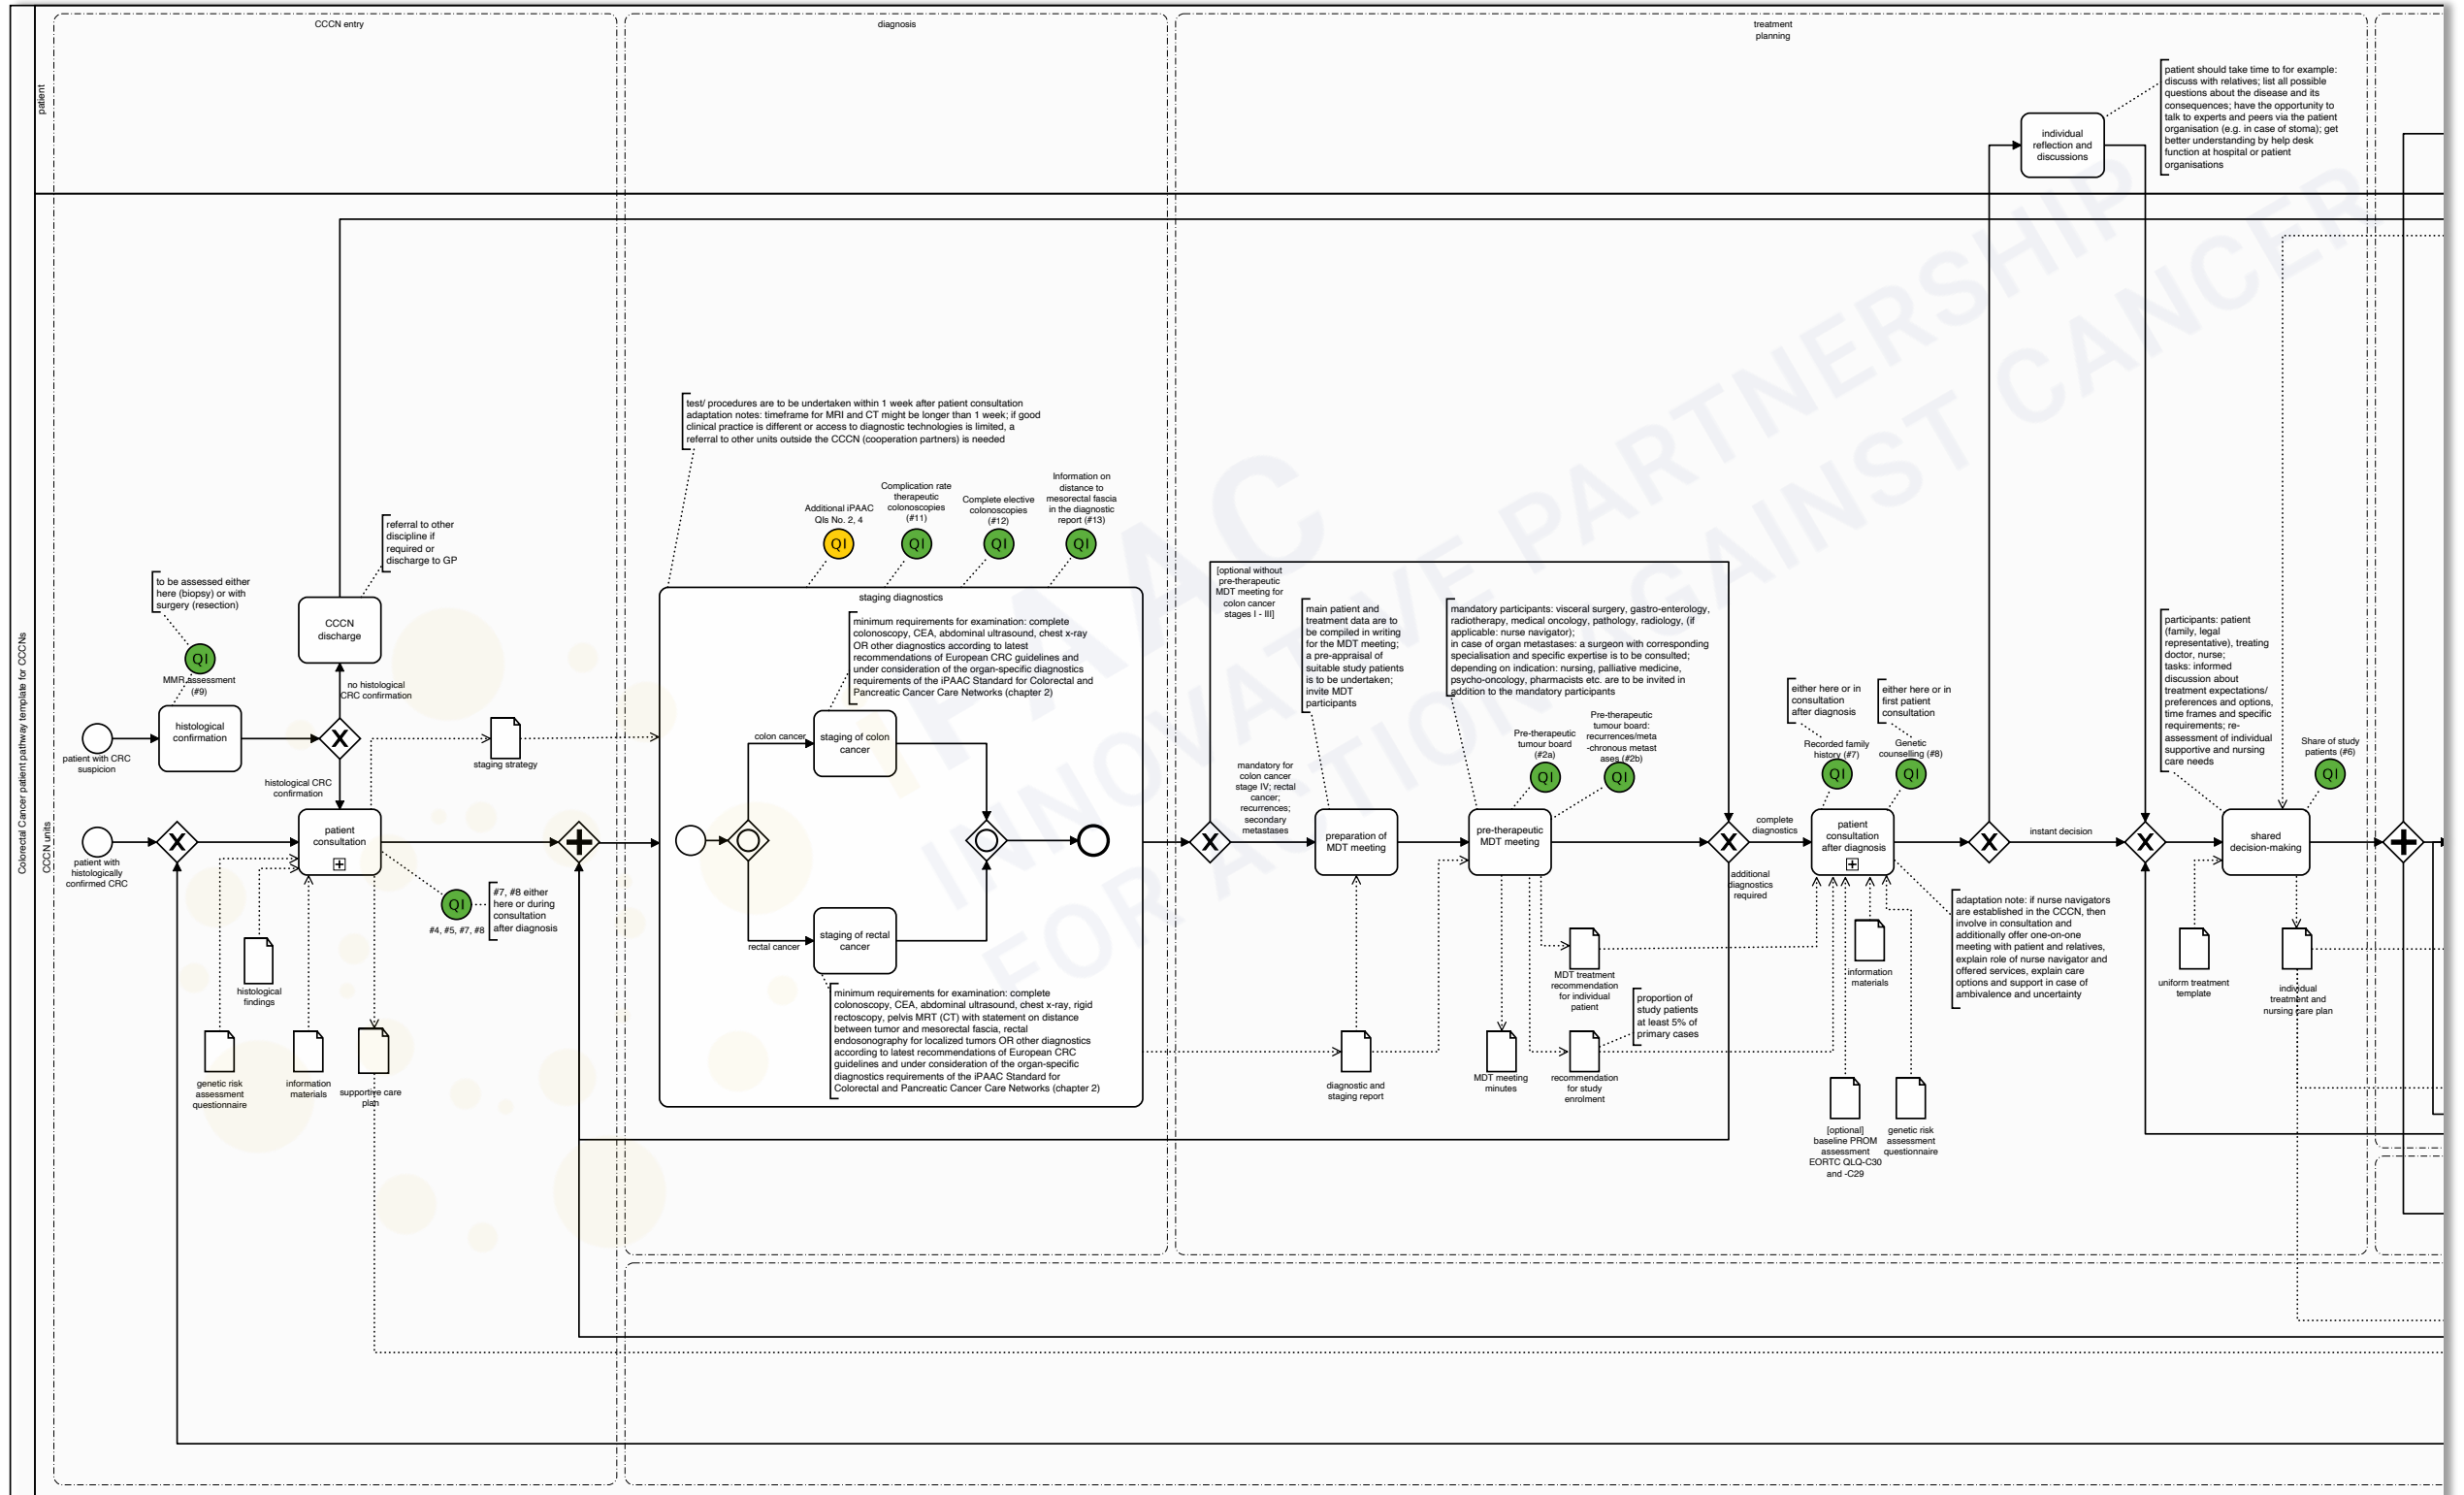 CCCN entry
diagnosis
treatment
planning
patient
Colorectal Cancer patient pathway template for CCCNs
CCCN units
patient should take time to for example:
discuss with relatives; list all possible
questions about the disease and its
consequences; have the opportunity to
talk to experts and peers via the patient
organisation (e.g. in case of stoma); get
better understanding by help desk
function at hospital or patient
organisations
individual
reflection and
discussions
test/ procedures are to be undertaken within 1 week after patient consultation
adaptation notes: timeframe for MRI and CT might be longer than 1 week; if good
clinical practice is different or access to diagnostic technologies is limited, a
referral to other units outside the CCCN (cooperation partners) is needed
referral to other
discipline if
required or
discharge to GP
to be assessed either
here (biopsy) or with
surgery (resection)
QI
MMR assessment
(#9)
CCCN
discharge
no histological
CRC confirmation
histological
confirmation
X
patient with CRC
suspicion
histological CRC
confirmation
staging strategy
patient
consultation
X
patient with
histologically
confirmed CRC
QI
#4, #5, #7, #8
#7, #8 either
here or during
consultation
after diagnosis
histological
findings
genetic risk
assessment
questionnaire
information
materials
supportive care
plan
Additional iPAAC
QIs No. 2, 4
QI
Complication rate
therapeutic
colonoscopies
(#11)
QI
Complete elective
colonoscopies
(#12)
QI
Information on
distance to
mesorectal fascia
in the diagnostic
report (#13)
QI
staging diagnostics
minimum requirements for examination: complete
colonoscopy, CEA, abdominal ultrasound, chest x-ray
OR other diagnostics according to latest
recommendations of European CRC guidelines and
under consideration of the organ-specific diagnostics
requirements of the iPAAC Standard for Colorectal and
Pancreatic Cancer Care Networks (chapter 2)
colon cancer
staging of colon
cancer
rectal cancer
staging of rectal
cancer
minimum requirements for examination: complete
colonoscopy, CEA, abdominal ultrasound, chest x-ray, rigid
rectoscopy, pelvis MRT (CT) with statement on distance
between tumor and mesorectal fascia, rectal
endosonography for localized tumors OR other diagnostics
according to latest recommendations of European CRC
guidelines and under consideration of the organ-specific
diagnostics requirements of the iPAAC Standard for
Colorectal and Pancreatic Cancer Care Networks (chapter 2)
[optional without
pre-therapeutic
MDT meeting for
colon cancer
stages I - III]
main patient and
treatment data are to
be compiled in writing
for the MDT meeting;
a pre-appraisal of
suitable study patients
is to be undertaken;
invite MDT
participants
mandatory participants: visceral surgery, gastro-enterology,
radiotherapy, medical oncology, pathology, radiology, (if
applicable: nurse navigator);
in case of organ metastases: a surgeon with corresponding
specialisation and specific expertise is to be consulted;
depending on indication: nursing, palliative medicine,
psycho-oncology, pharmacists etc. are to be invited in
addition to the mandatory participants
mandatory for
colon cancer
stage IV; rectal
cancer;
recurrences;
secondary
metastases
X
preparation of
MDT meeting
Pre-therapeutic
tumour board
(#2a)
QI
Pre-therapeutic
tumour board:
recurrences/meta
-chronous metast
ases (#2b)
QI
pre-therapeutic
MDT meeting
X
complete
diagnostics
additional
diagnostics
required
MDT treatment
recommendation
for individual
patient
proportion of
study patients
at least 5% of
primary cases
diagnostic and
staging report
MDT meeting
minutes
recommendation
for study
enrolment
either here or in
consultation
after diagnosis
Recorded family
history (#7)
QI
either here or in
first patient
consultation
Genetic
counselling (#8)
QI
patient
consultation
after diagnosis
information
materials
[optional]
baseline PROM
assessment
EORTC QLQ-C30
and -C29
genetic risk
assessment
questionnaire
adaptation note: if nurse navigators
are established in the CCCN, then
involve in consultation and
additionally offer one-on-one
meeting with patient and relatives,
explain role of nurse navigator and
offered services, explain care
options and support in case of
ambivalence and uncertainty
X
instant decision
X
participants: patient
(family, legal
representative), treating
doctor, nurse;
tasks: informed
discussion about
treatment expectations/
preferences and options,
time frames and specific
requirements; re-
assessment of individual
supportive and nursing
care needs
Share of study
patients (#6)
QI
shared
decision-making
uniform treatment
template
individual
treatment and
nursing care plan
iPAAC
INNOVATIVE PARTNERSHIP
FOR ACTION AGAINST CANCER